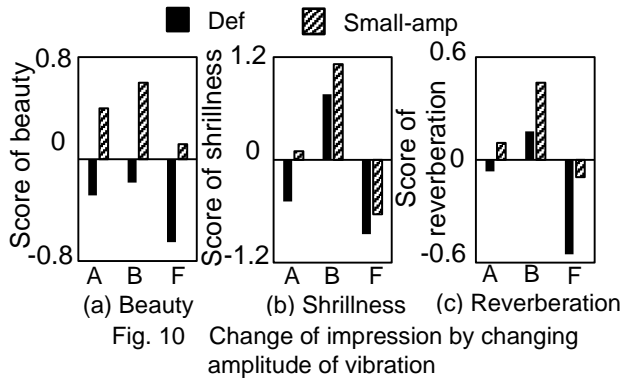 Def Small-amp
Score of beauty
0.8
0
-0.8
A B F
(a) Beauty
Score of shrillness
1.2
0
-1.2
A B F
(b) Shrillness
Score of
reverberation
0.6
0
-0.6
A B F
(c) Reverberation
Fig. 10 Change of impression by changing
amplitude of vibration